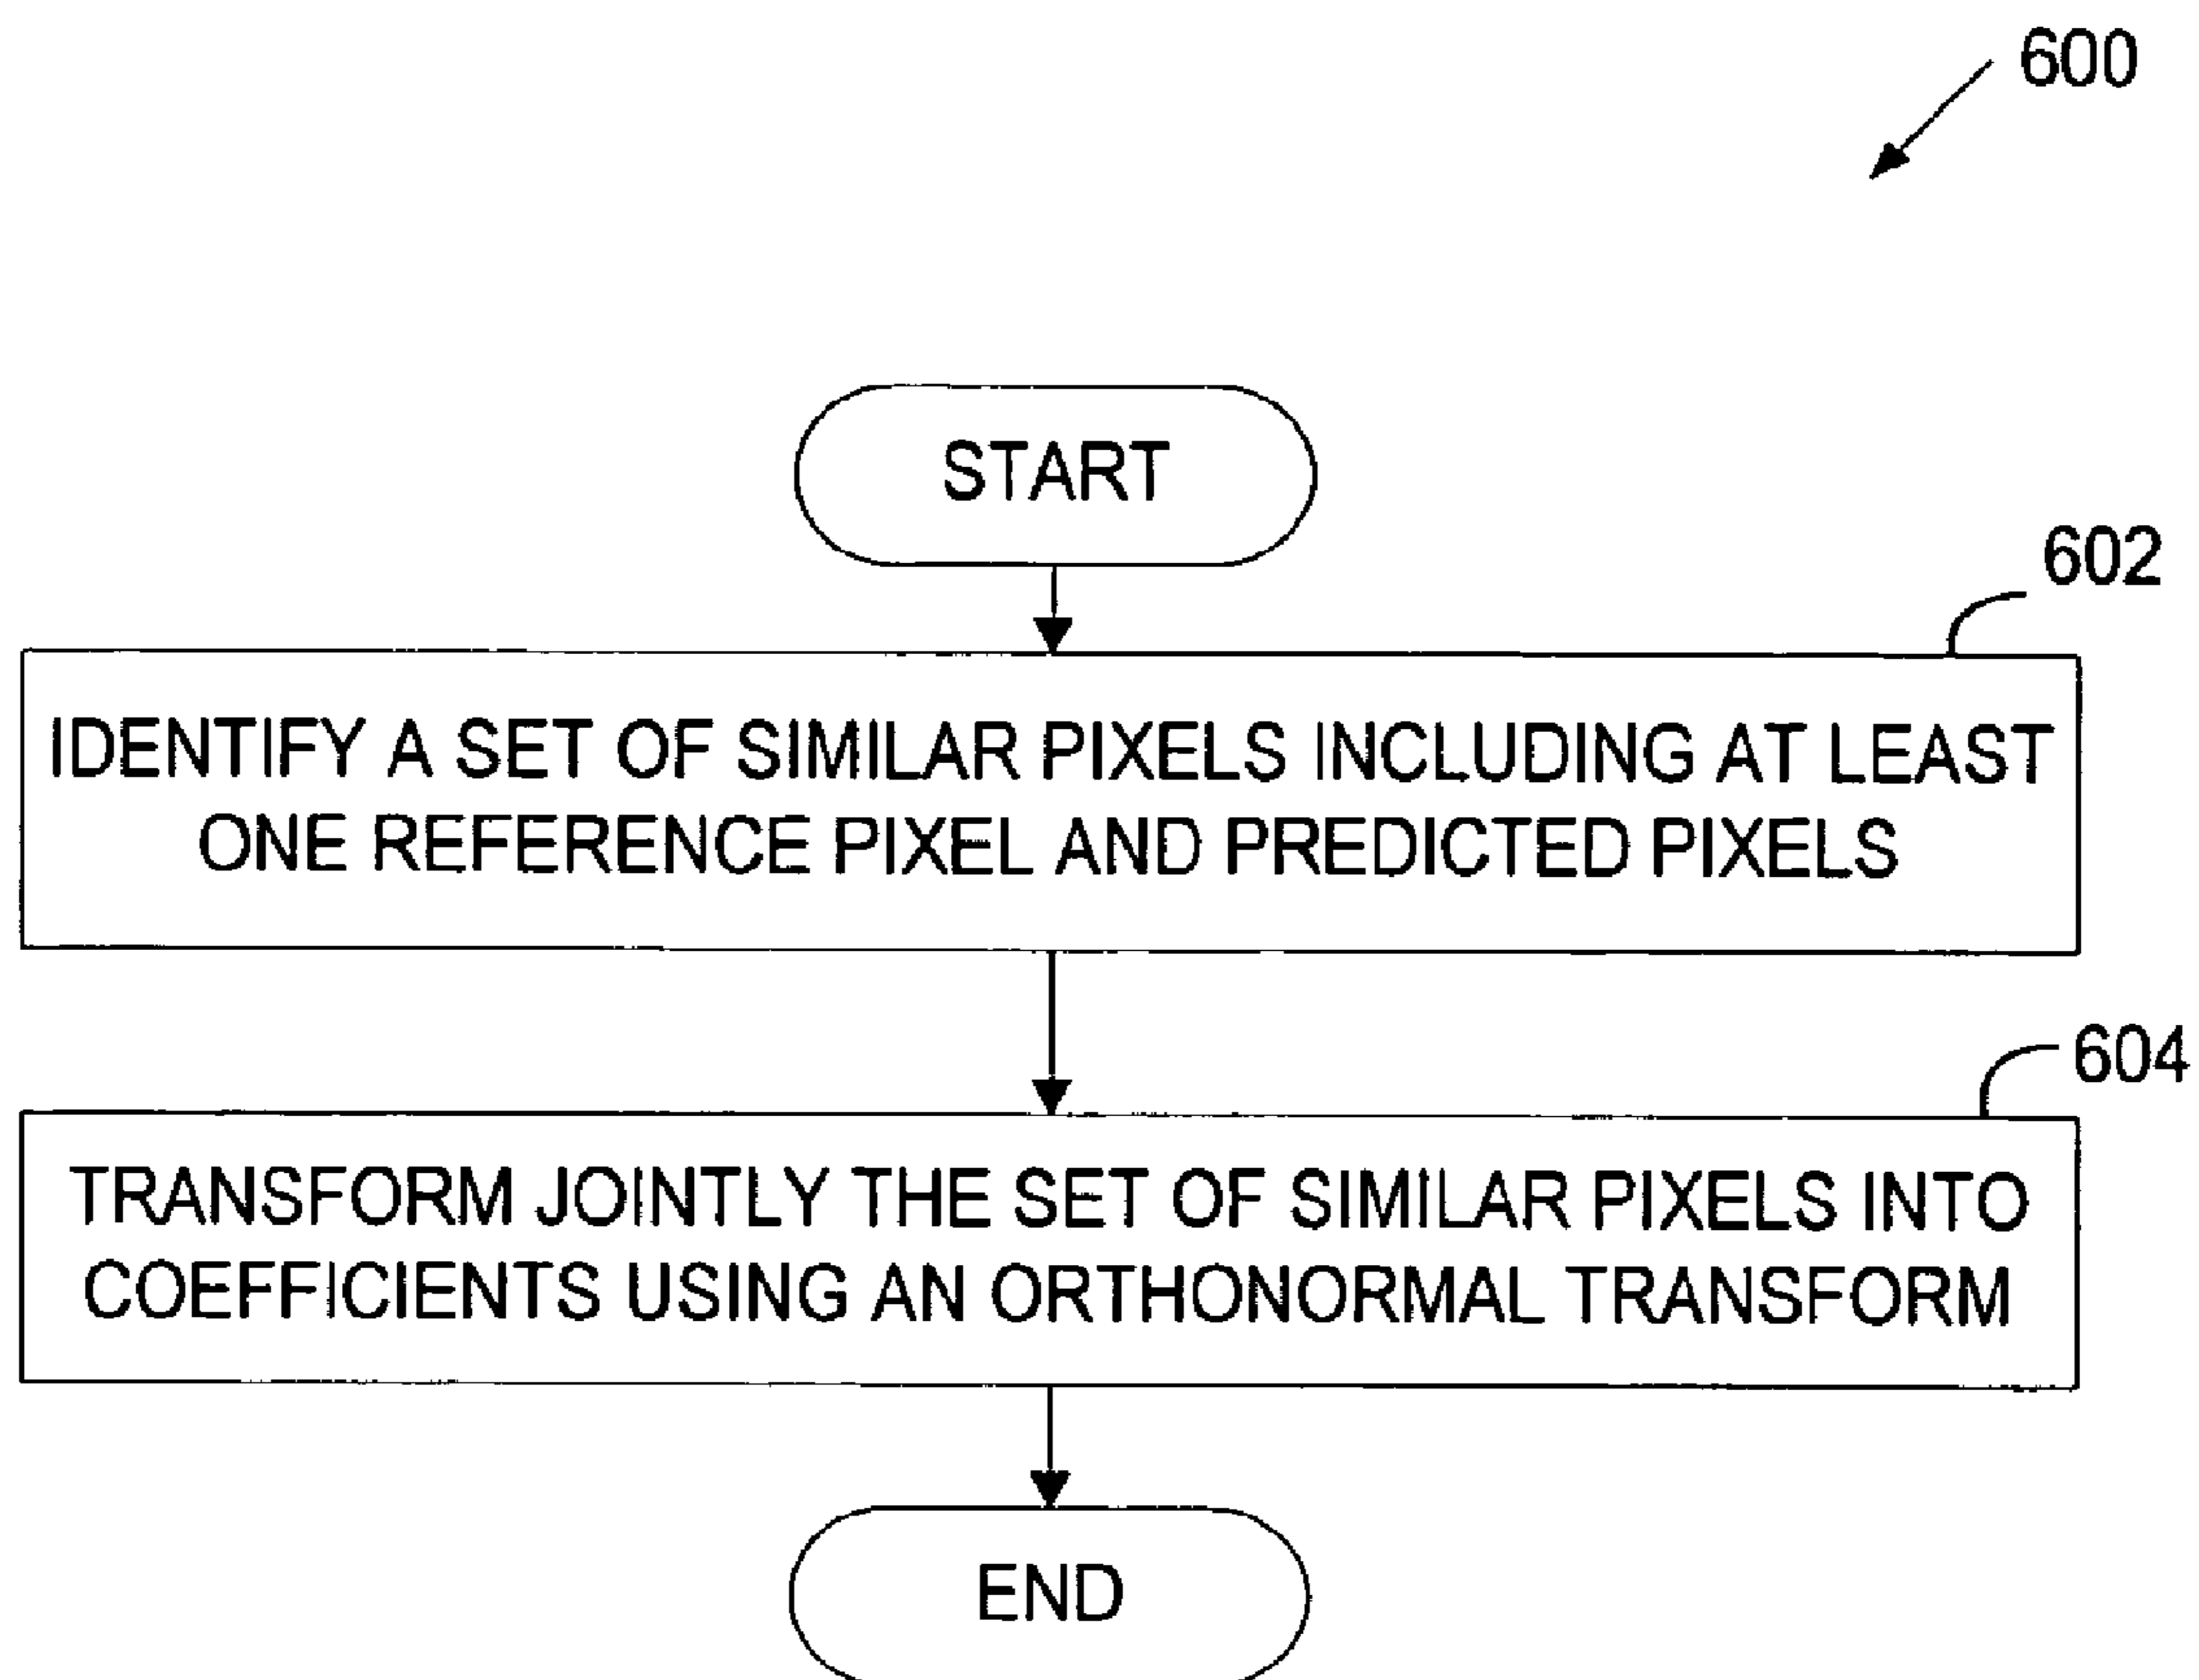 600
START
602
IDENTIFY A SET OF SIMILAR PIXELS INCLUDING AT LEAST
ONE REFERENCE PIXEL AND PREDICTED PIXELS
604
TRANSFORM JOINTLY THE SET OF SIMILAR PIXELS INTO
COEFFICIENTS USING AN ORTHONORMAL TRANSFORM
END